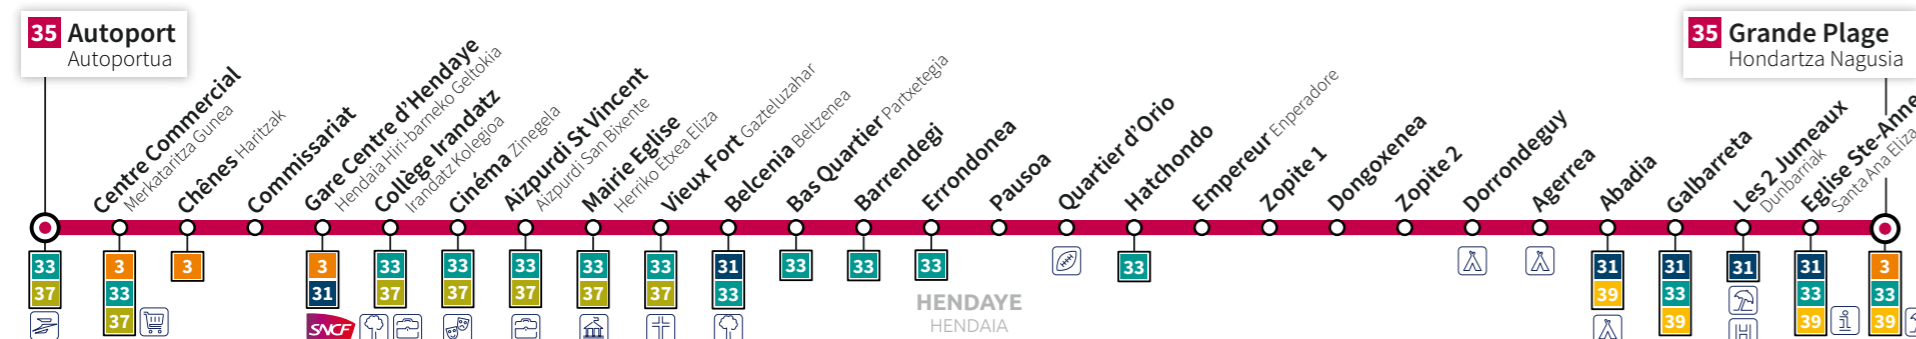 35 Autoport
Autoportua
Centre Commercial
Merkataritza Gunea
Chênes Haritzak
Commissariat
Gare Centre d'Hendaye
Hendaia Hiri-barneko Geltokia
Collège Irandatz
Irandatz Kolegioa
Cinéma Zinegela
Aizpurdi St Vincent
Aizpurdi San Bixente
Mairie Eglise
Herriko Etxea Eliza
Vieux Fort Gazteluzahar
Belcenia Beltzenea
Bas Quartier Partxetegia
Barrendegi
Errondonea
Pausoa
Quartier d'Orio
Hatchondo
Empereur Enperadore
Zopite 1
Dongoxenea
Zopite 2
Dorrondeguy
Agerrea
Abadia
Galbarreta
Les 2 Jumeaux
Dunbarriak
Eglise Ste-Anne
Santa Ana Eliza
35 Grande Plage
Hondartza Nagusia
33
37
3
33
37
3
3
31
SNCF
33
37
33
37
33
37
33
37
33
37
31
33
33
33
33
33
31
39
31
33
39
31
H
31
33
39
i
3
33
39
HENDAYE
HENDAIA